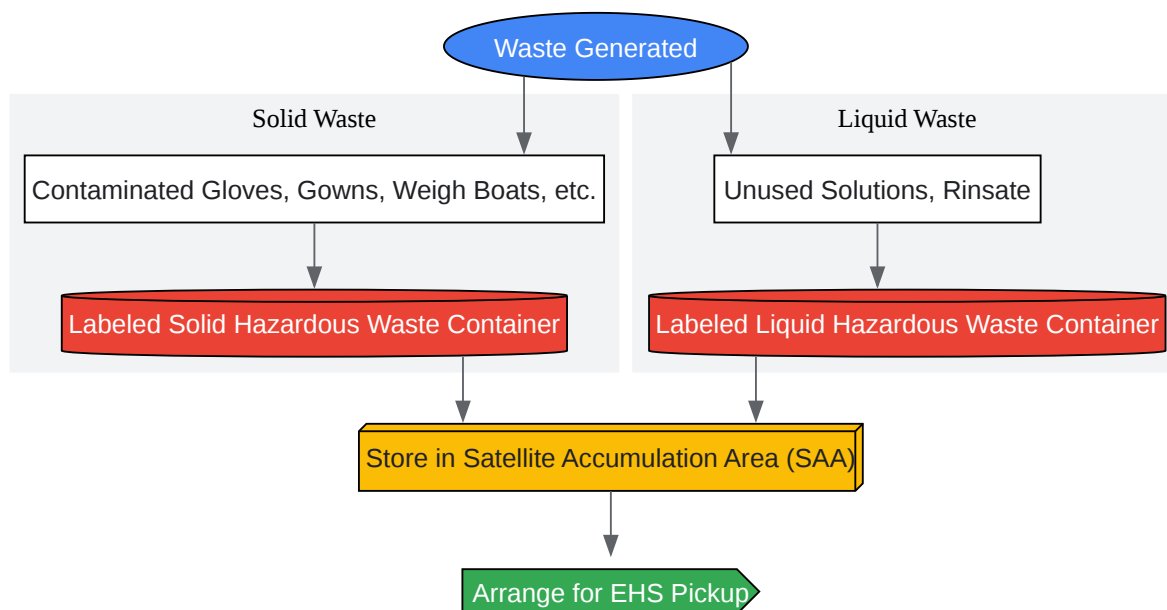 Waste Generated
Solid Waste
Liquid Waste
Contaminated Gloves, Gowns, Weigh Boats, etc.
Unused Solutions, Rinsate
Labeled Solid Hazardous Waste Container
Labeled Liquid Hazardous Waste Container
Store in Satellite Accumulation Area (SAA)
Arrange for EHS Pickup